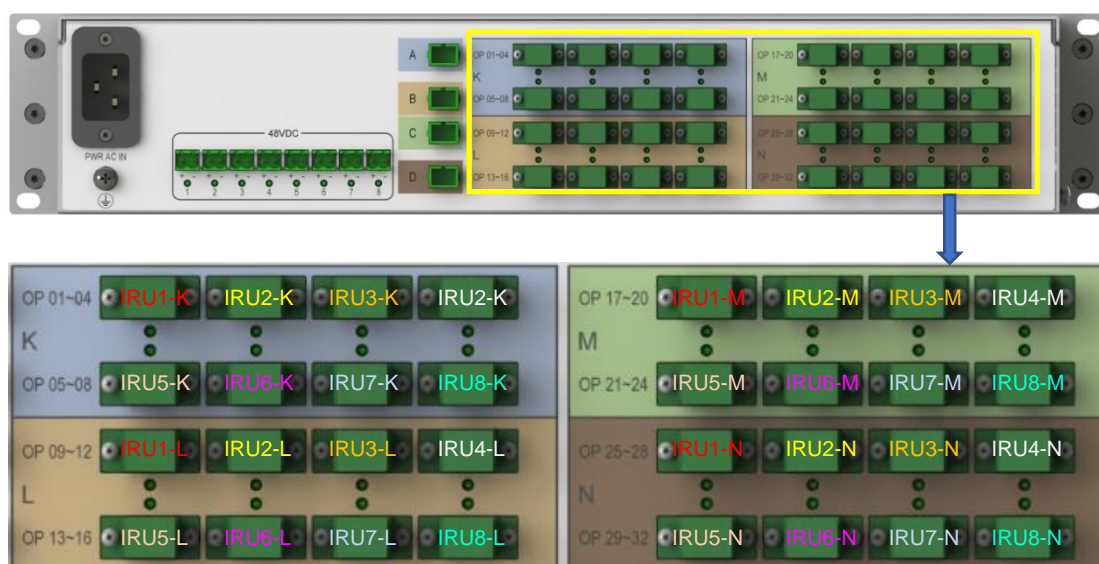 A
B
C
D
PWR AC IN
48VDC
+ - + - + - + - + - + - + - + -
1 2 3 4 5 6 7 8
OP 01~04
K
OP 05~08
OP 09~12
L
OP 13~16
OP 17~20
M
OP 21~24
OP 25~28
N
OP 29~32
OP 01~04 IRU1-K IRU2-K IRU3-K IRU2-K
K
OP 05~08 IRU5-K IRU6-K IRU7-K IRU8-K
OP 09~12 IRU1-L IRU2-L IRU3-L IRU4-L
L
OP 13~16 IRU5-L IRU6-L IRU7-L IRU8-L
OP 17~20 IRU1-M IRU2-M IRU3-M IRU4-M
M
OP 21~24 IRU5-M IRU6-M IRU7-M IRU8-M
OP 25~28 IRU1-N IRU2-N IRU3-N IRU4-N
N
OP 29~32 IRU5-N IRU6-N IRU7-N IRU8-N